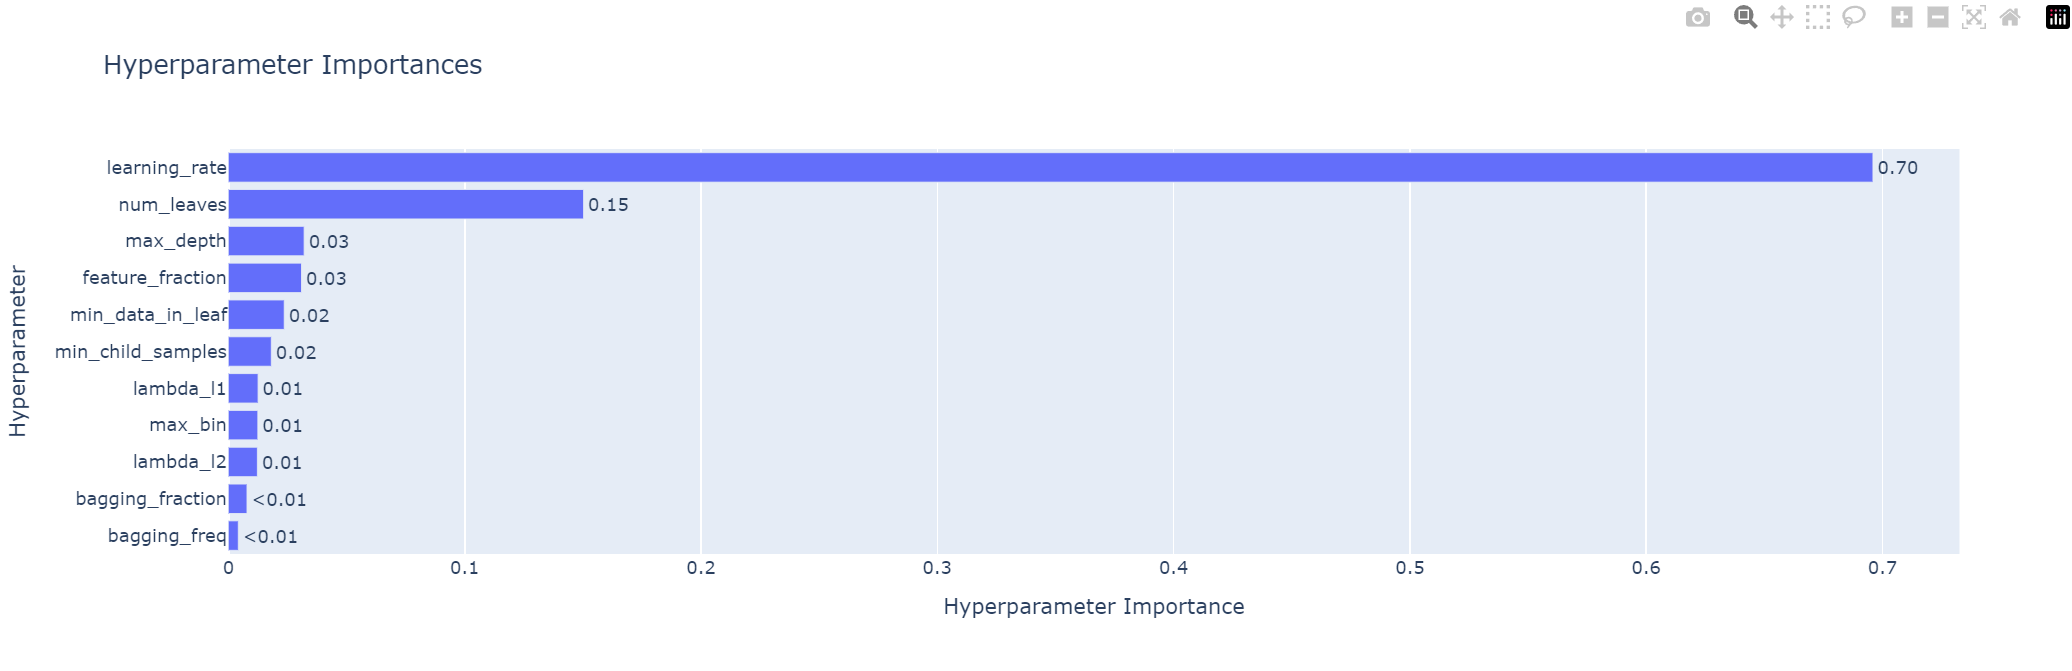 Hyperparameter Importances
Hyperparameter
learning_rate 0.70
num_leaves 0.15
max_depth 0.03
feature_fraction 0.03
min_data_in_leaf 0.02
min_child_samples 0.02
lambda_l1 0.01
max_bin 0.01
lambda_l2 0.01
bagging_fraction <0.01
bagging_freq <0.01
0 0.1 0.2 0.3 0.4 0.5 0.6 0.7
Hyperparameter Importance